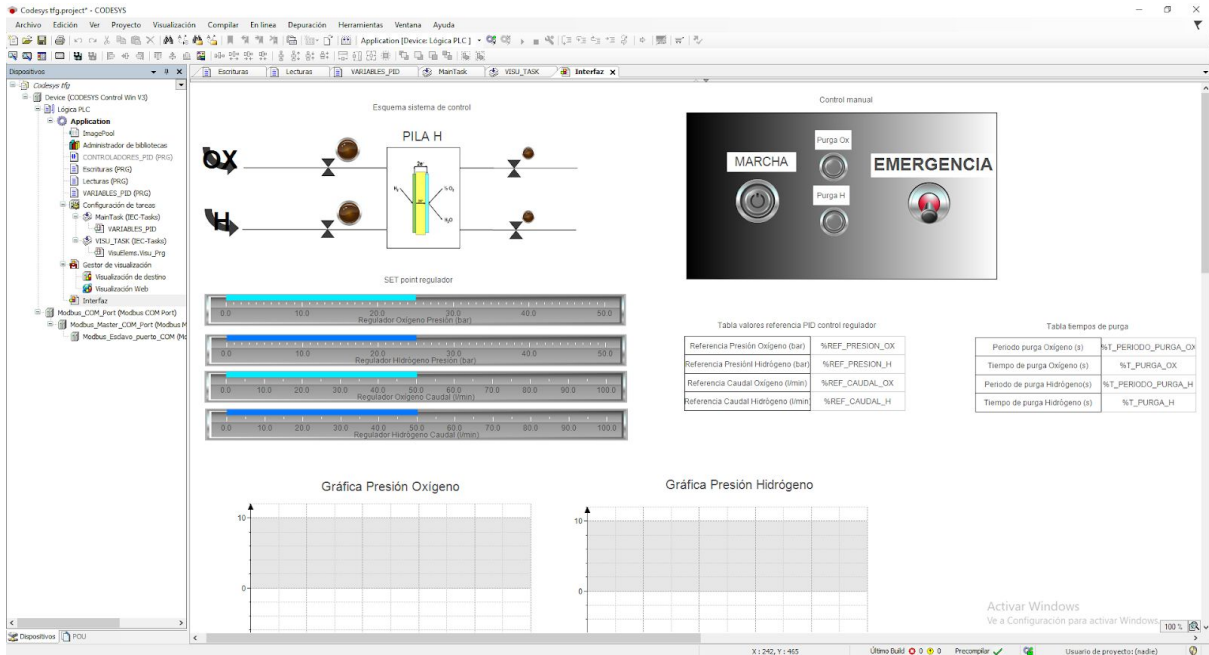 Codesys tfg.project* - CODESYS
Archivo Edición Ver Proyecto Visualización Compilar En línea Depuración Herramientas Ventana Ayuda
Application [Device: Lógica PLC]
Dispositivos
Escrituras Lecturas VARIABLES_PID MainTask VISU_TASK Interfaz
Codesys tfg
Device (CODESYS Control Win V3)
Lógica PLC
Application
ImagePool
Administrador de bibliotecas
CONTROLADORES_PID (PRG)
Escrituras (PRG)
Lecturas (PRG)
VARIABLES_PID (PRG)
Configuración de tareas
MainTask (IEC-Tasks)
VARIABLES_PID
VISU_TASK (IEC-Tasks)
VisuElems.Visu_Prg
Gestor de visualización
Visualización de destino
Visualización Web
Interfaz
Modbus_COM_Port (Modbus COM Port)
Modbus_Master_COM_Port (Modbus M
Modbus_Esclavo_puerto_COM (Mo
Dispositivos POU
Esquema sistema de control
PILA H
OX
H
2e-
H₂
½ O₂
H₂O
Control manual
MARCHA
Purga Ox
Purga H
EMERGENCIA
SET point regulador
0.0 10.0 20.0 30.0 40.0 50.0
Regulador Oxígeno Presión (bar)
0.0 10.0 20.0 30.0 40.0 50.0
Regulador Hidrógeno Presión (bar)
0.0 10.0 20.0 30.0 40.0 50.0 60.0 70.0 80.0 90.0 100.0
Regulador Oxígeno Caudal (l/min)
0.0 10.0 20.0 30.0 40.0 50.0 60.0 70.0 80.0 90.0 100.0
Regulador Hidrógeno Caudal (l/min)
Tabla valores referencia PID control regulador
Referencia Presión Oxígeno (bar) %REF_PRESION_OX
Referencia Presiónl Hidrógeno (bar) %REF_PRESION_H
Referencia Caudal Oxígeno (l/min) %REF_CAUDAL_OX
Referencia Caudal Hidrógeno (l/min %REF_CAUDAL_H
Tabla tiempos de purga
Periodo purga Oxígeno (s) %T_PERIODO_PURGA_OX
Tiempo de purga Oxígeno (s) %T_PURGA_OX
Periodo de purga Hidrógeno(s) %T_PERIODO_PURGA_H
Tiempo de purga Hidrógeno (s) %T_PURGA_H
Gráfica Presión Oxígeno
10
0
Gráfica Presión Hidrógeno
10
0
Activar Windows
Ve a Configuración para activar Windows.
100 %
X : 242, Y : 465 Último Build 0 0 Precompilar Usuario de proyecto: (nadie)